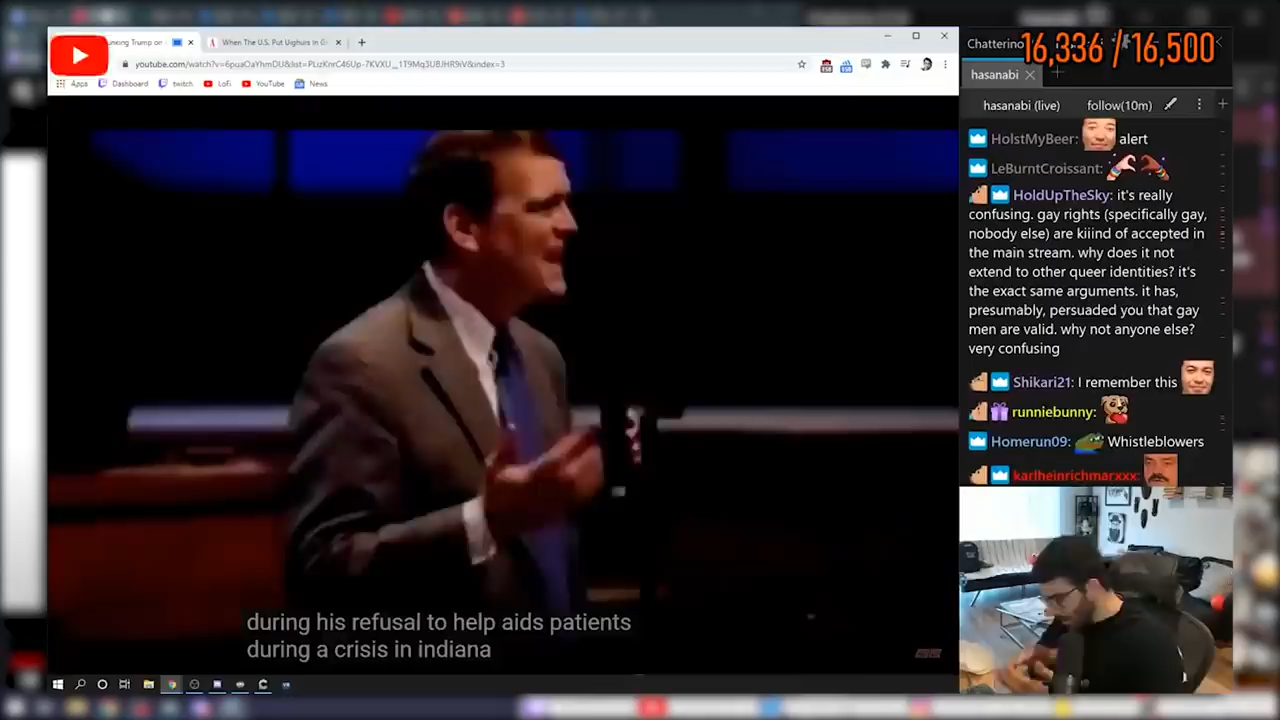 16,336 / 16,500
umking Trump on
When The U.S. Put Uighurs in G
Chatterino
youtube.com/watch?v=6puaOaYhmDU&list=PLizKnrC46Up-7KVXU__1T9Mq3U8JHR9iV&index=3
hasanabi
Apps
Dashboard
twitch
LoFi
YouTube
News
hasanabi (live)
follow(10m)
HolstMyBeer: alert
LeBurntCroissant:
HoldUpTheSky: it's really
confusing. gay rights (specifically gay,
nobody else) are kiiind of accepted in
the main stream. why does it not
extend to other queer identities? it's
the exact same arguments. it has,
presumably, persuaded you that gay
men are valid. why not anyone else?
very confusing
Shikari21: I remember this
runniebunny:
Homerun09: Whistleblowers
karlheinrichmarxxx:
during his refusal to help aids patients
during a crisis in indiana